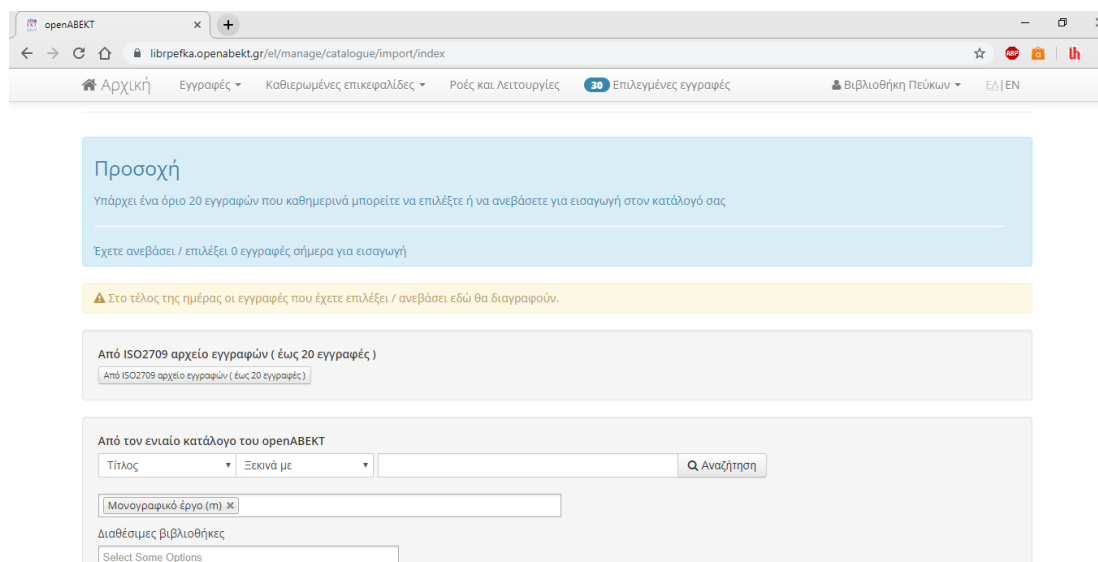 openABEKT
librpefka.openabekt.gr/el/manage/catalogue/import/index
ABP
Αρχική Εγγραφές Καθιερωμένες επικεφαλίδες Ροές και Λειτουργίες 30 Επιλεγμένες εγγραφές Βιβλιοθήκη Πεύκων ΕΛ|EN
Προσοχή
Υπάρχει ένα όριο 20 εγγραφών που καθημερινά μπορείτε να επιλέξτε ή να ανεβάσετε για εισαγωγή στον κατάλογό σας
Έχετε ανεβάσει / επιλέξει 0 εγγραφές σήμερα για εισαγωγή
Στο τέλος της ημέρας οι εγγραφές που έχετε επιλέξει / ανεβάσει εδώ θα διαγραφούν.
Από ISO2709 αρχείο εγγραφών ( έως 20 εγγραφές )
Από ISO2709 αρχείο εγγραφών ( έως 20 εγγραφές )
Από τον ενιαίο κατάλογο του openABEKT
Τίτλος Ξεκινά με Αναζήτηση
Μονογραφικό έργο (m)
Διαθέσιμες βιβλιοθήκες
Select Some Options